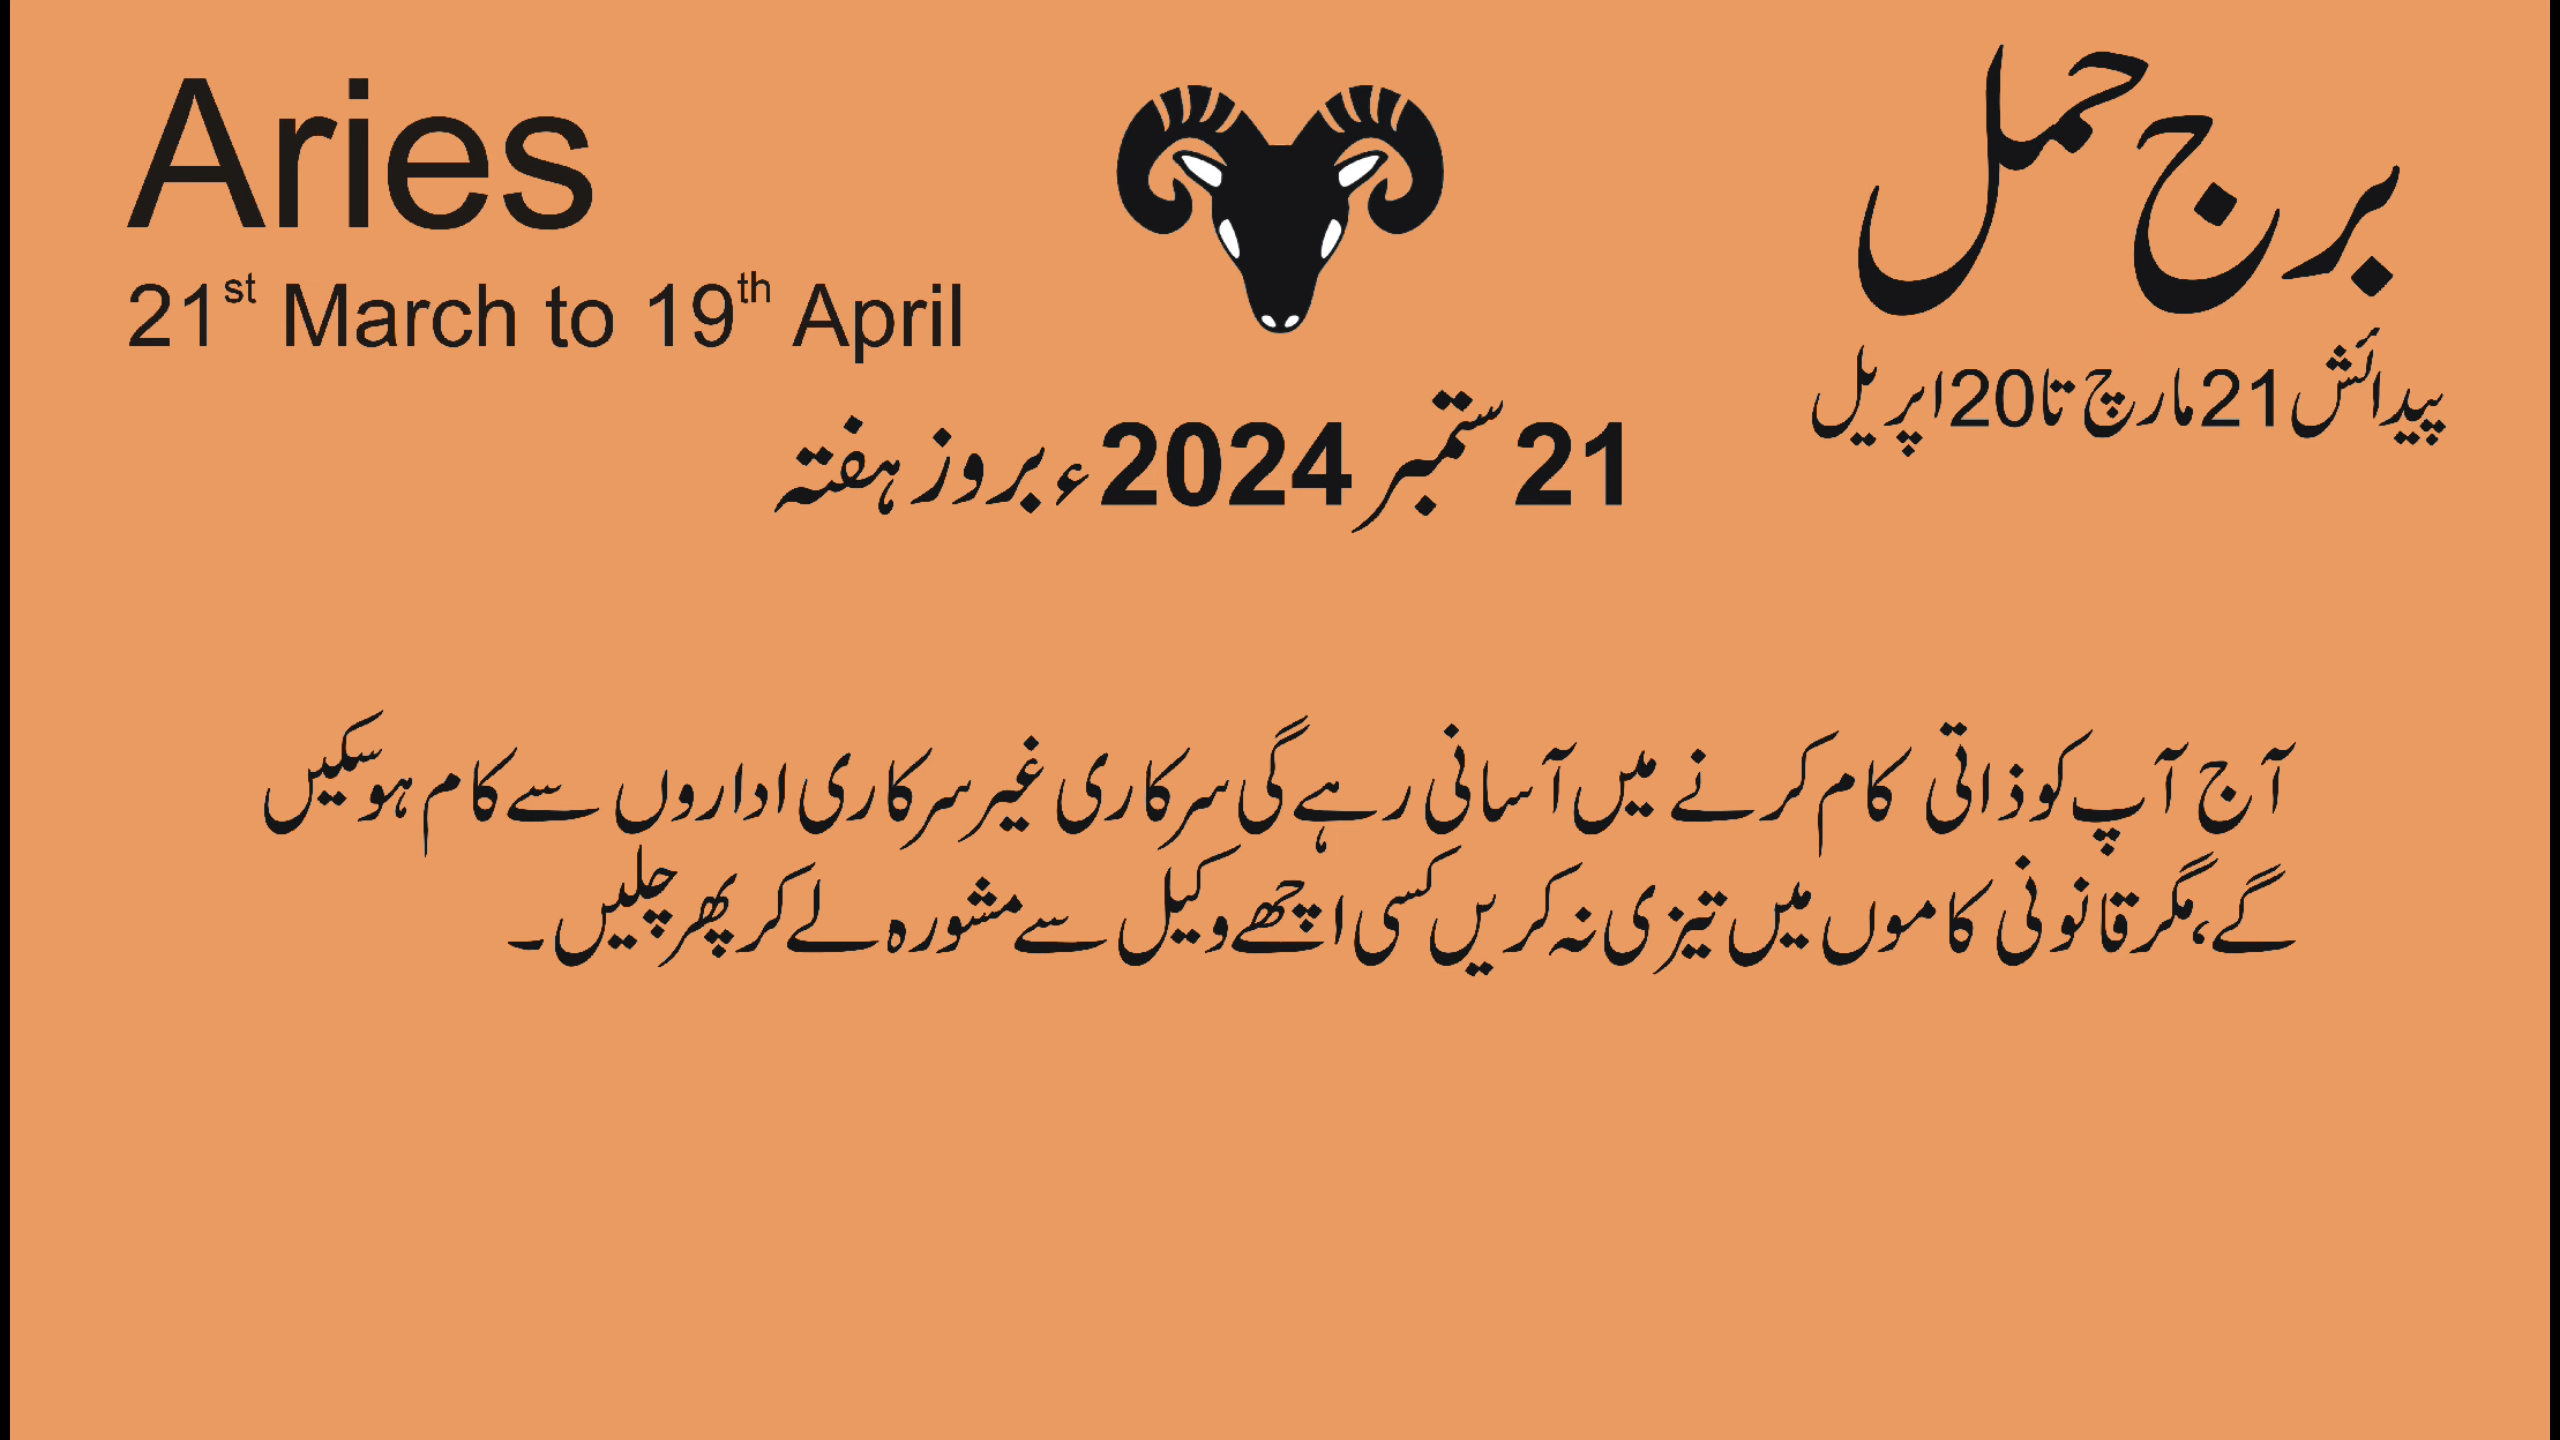 Aries
21st March to 19th April
برج حمل
پیدائش 21 مارچ تا 20 اپریل
21 ستمبر 2024ء بروز ہفتہ
آج آپ کو ذاتی کام کرنے میں آسانی رہے گی سرکاری غیر سرکاری اداروں سے کام ہو سکیں
گے، مگر قانونی کاموں میں تیزی نہ کریں کسی اچھے وکیل سے مشورہ لے کر پھر چلیں۔